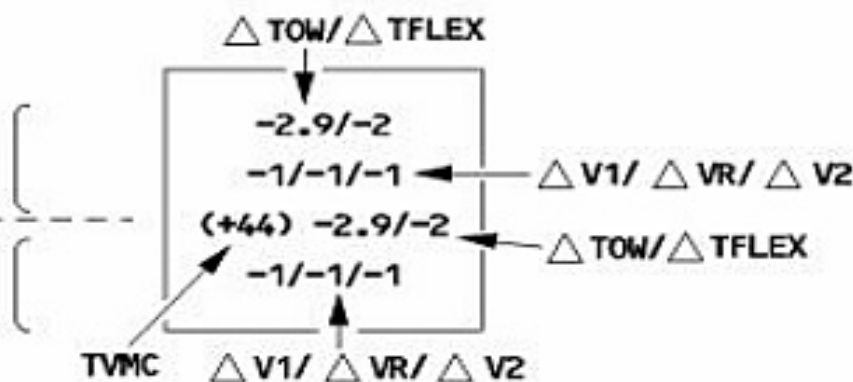 △ TOW/△ TFLEX
-2.9/-2
-1/-1/-1
△ V1/ △ VR/ △ V2
(+44) -2.9/-2
△ TOW/△ TFLEX
-1/-1/-1
TVMC
△ V1/ △ VR/ △ V2